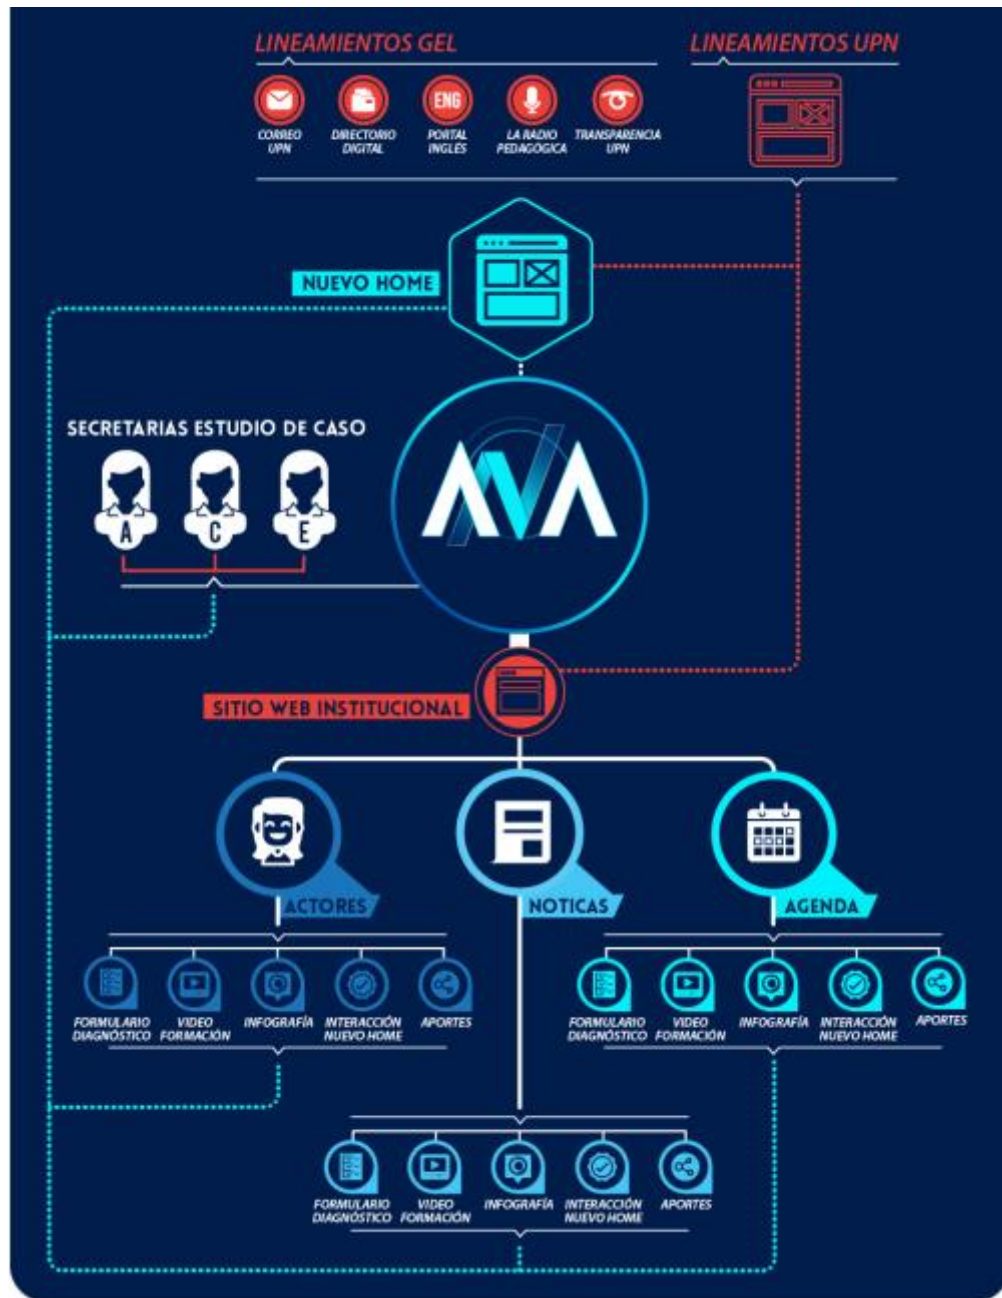 LINEAMIENTOS GEL
LINEAMIENTOS UPN
CORREO
UPN
DIRECTORIO
DIGITAL
ENG
PORTAL
INGLÉS
LA RADIO
PEDAGÓGICA
TRANSPARENCIA
UPN
NUEVO HOME
SECRETARIAS ESTUDIO DE CASO
A C E
AVA
SITIO WEB INSTITUCIONAL
ACTORES
NOTICAS
AGENDA
FORMULARIO
DIAGNÓSTICO
VIDEO
FORMACIÓN
INFOGRAFÍA
INTERACCIÓN
NUEVO HOME
APORTES
FORMULARIO
DIAGNÓSTICO
VIDEO
FORMACIÓN
INFOGRAFÍA
INTERACCIÓN
NUEVO HOME
APORTES
FORMULARIO
DIAGNÓSTICO
VIDEO
FORMACIÓN
INFOGRAFÍA
INTERACCIÓN
NUEVO HOME
APORTES